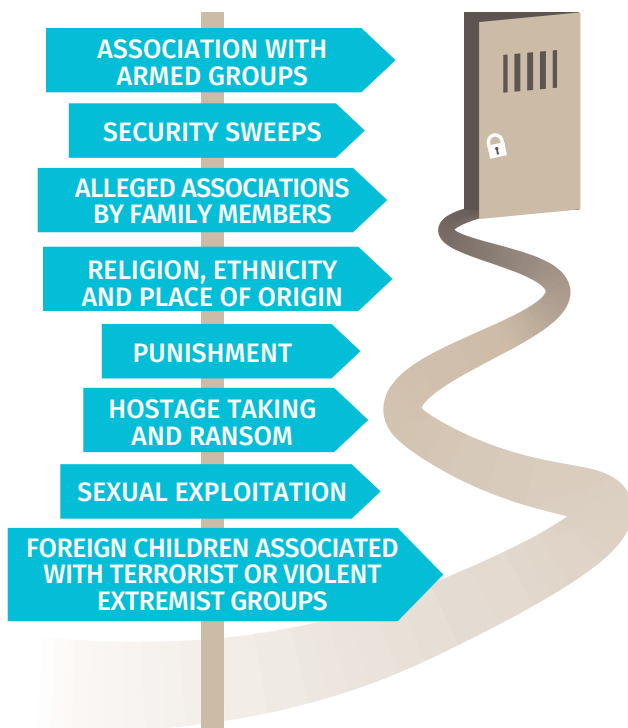 ASSOCIATION WITH
ARMED GROUPS
SECURITY SWEEPS
ALLEGED ASSOCIATIONS
BY FAMILY MEMBERS
RELIGION, ETHNICITY
AND PLACE OF ORIGIN
PUNISHMENT
HOSTAGE TAKING
AND RANSOM
SEXUAL EXPLOITATION
FOREIGN CHILDREN ASSOCIATED
WITH TERRORIST OR VIOLENT
EXTREMIST GROUPS